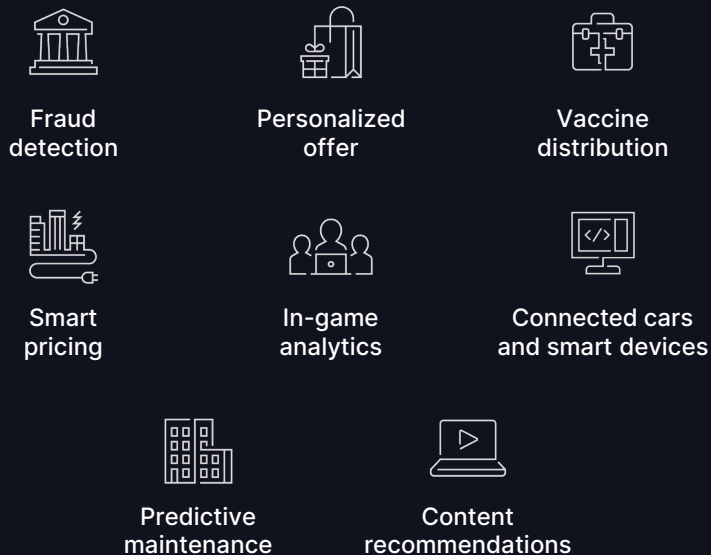 Fraud
detection
Personalized
offer
Vaccine
distribution
Smart
pricing
In-game
analytics
Connected cars
and smart devices
Predictive
maintenance
Content
recommendations